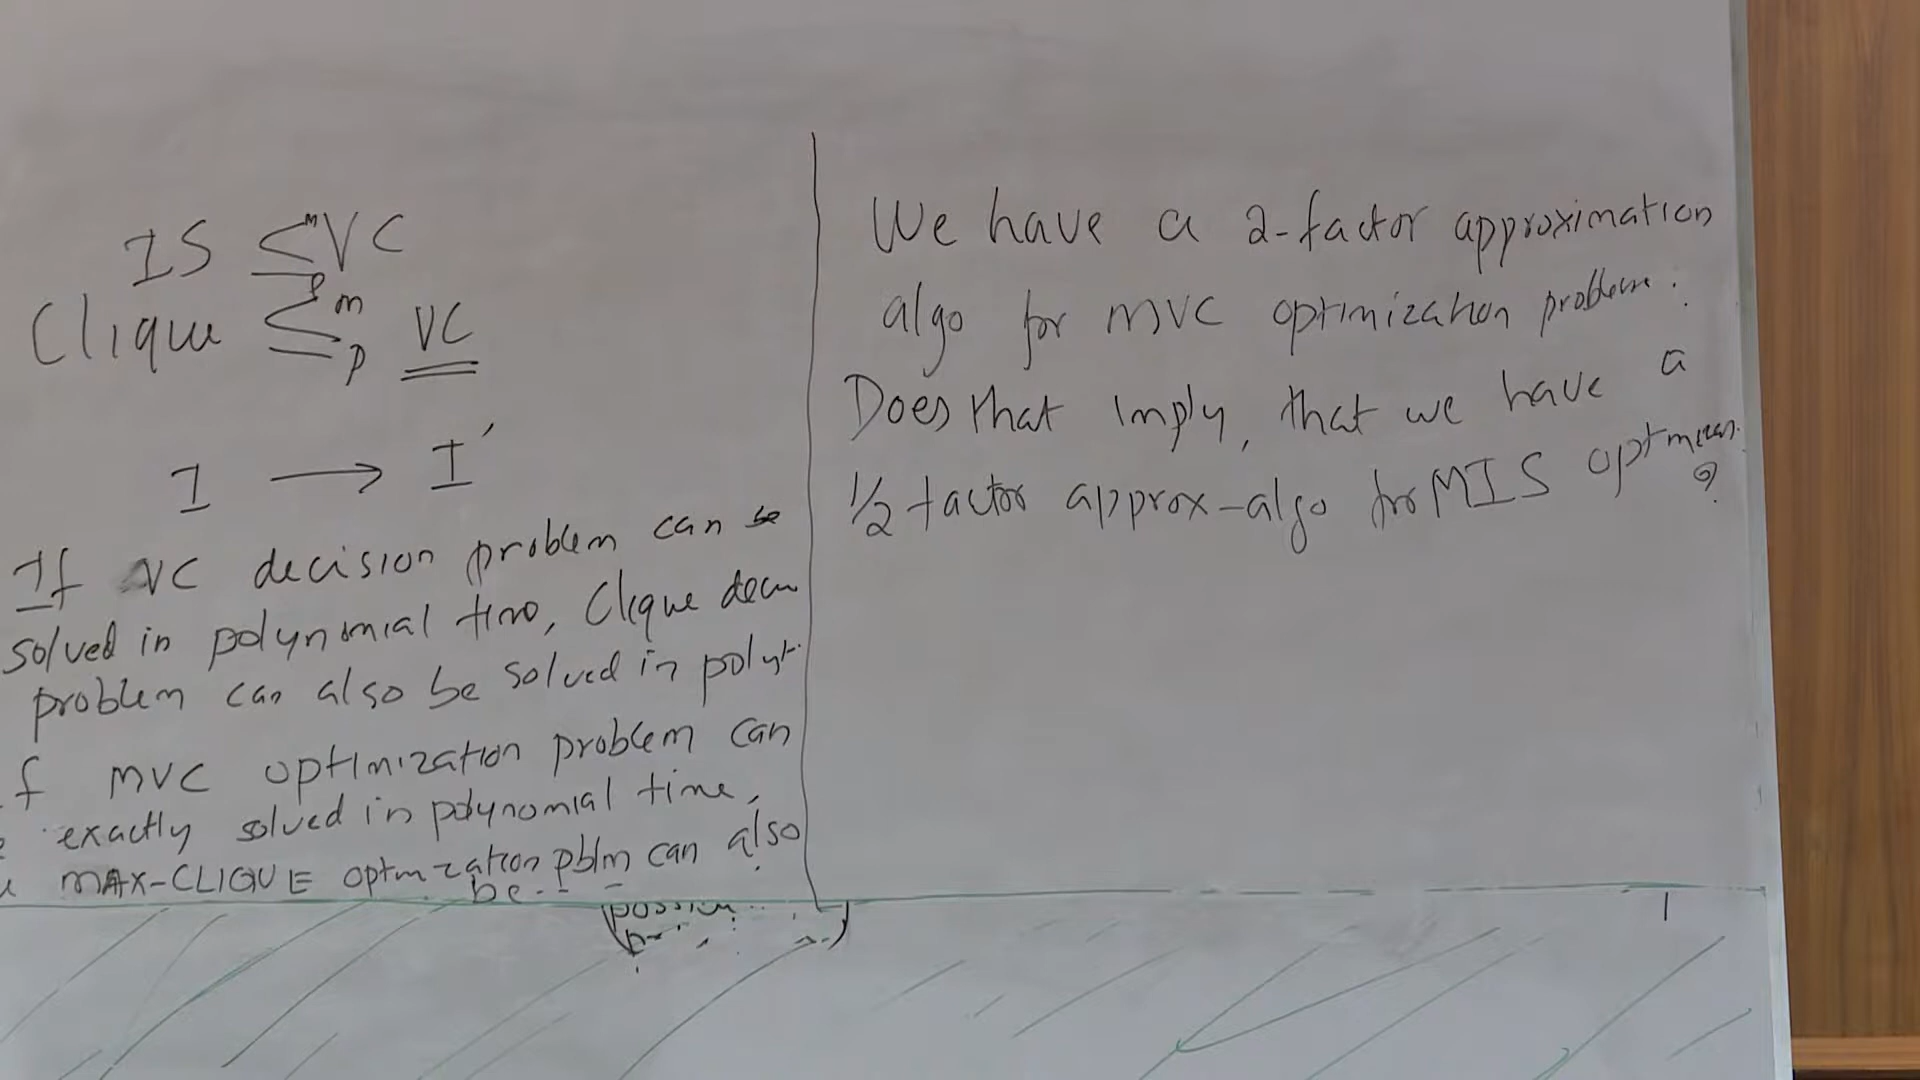 IS ≤ᵐₚ VC
Clique ≤ᵐₚ VC
I → I'
If VC decision problem can be
solved in polynomial time, Clique
problem can also be solved in
MVC optimization problem can
exactly solved in polynomial time,
MAX-CLIQUE optimization pblm can also
be
We have a 2-factor approximation
algo for MVC optimization problem.
Does that imply, that we have a
1/2 factor approx-algo for MIS
?